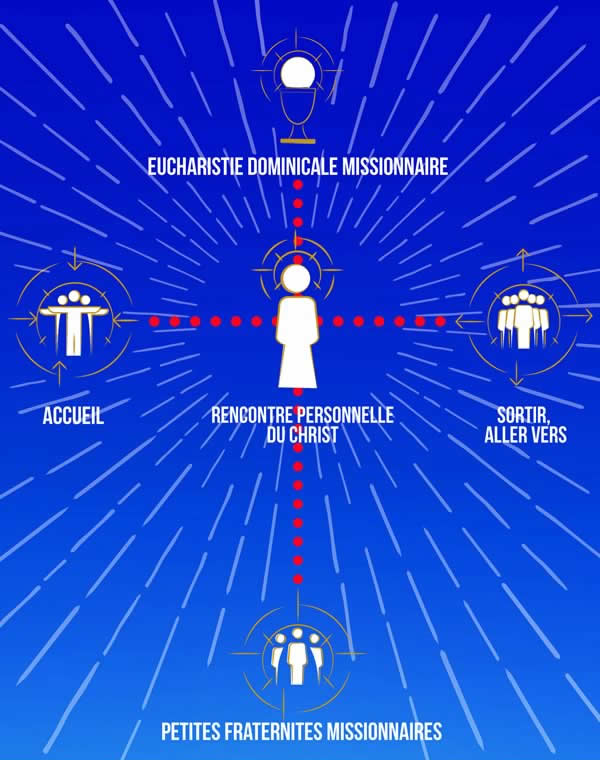 EUCHARISTIE DOMINICALE MISSIONNAIRE
ACCUEIL
RENCONTRE PERSONNELLE
DU CHRIST
SORTIR,
ALLER VERS
PETITES FRATERNITES MISSIONNAIRES